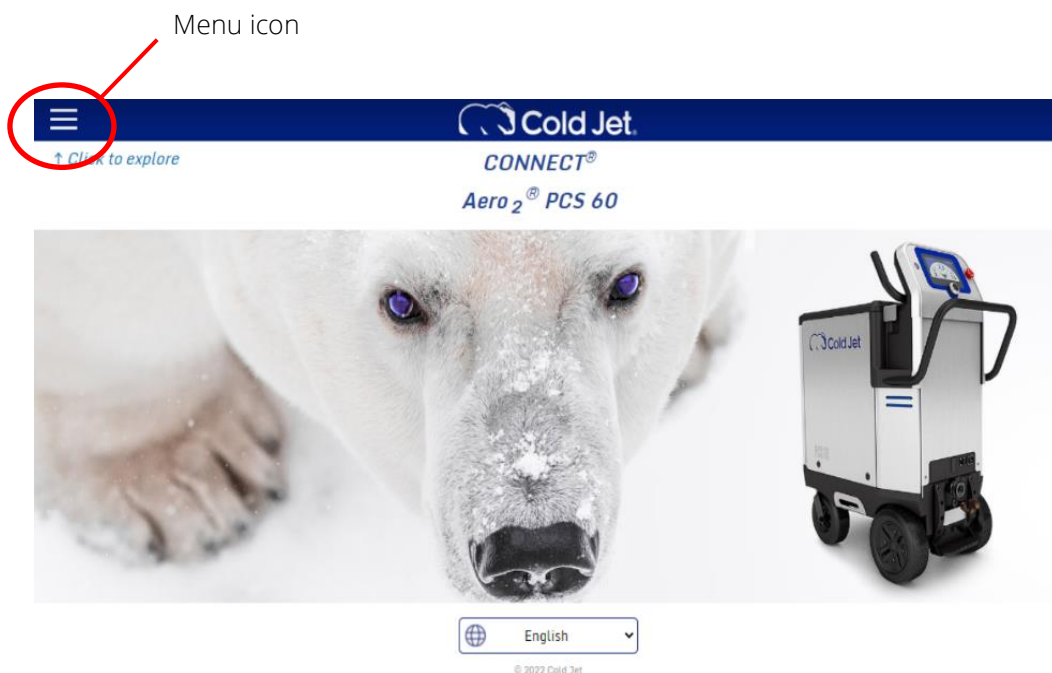 Menu icon
Cold Jet®
↑ Click to explore
CONNECT®
Aero 2® PCS 60
Cold Jet
English
© 2022 Cold Jet